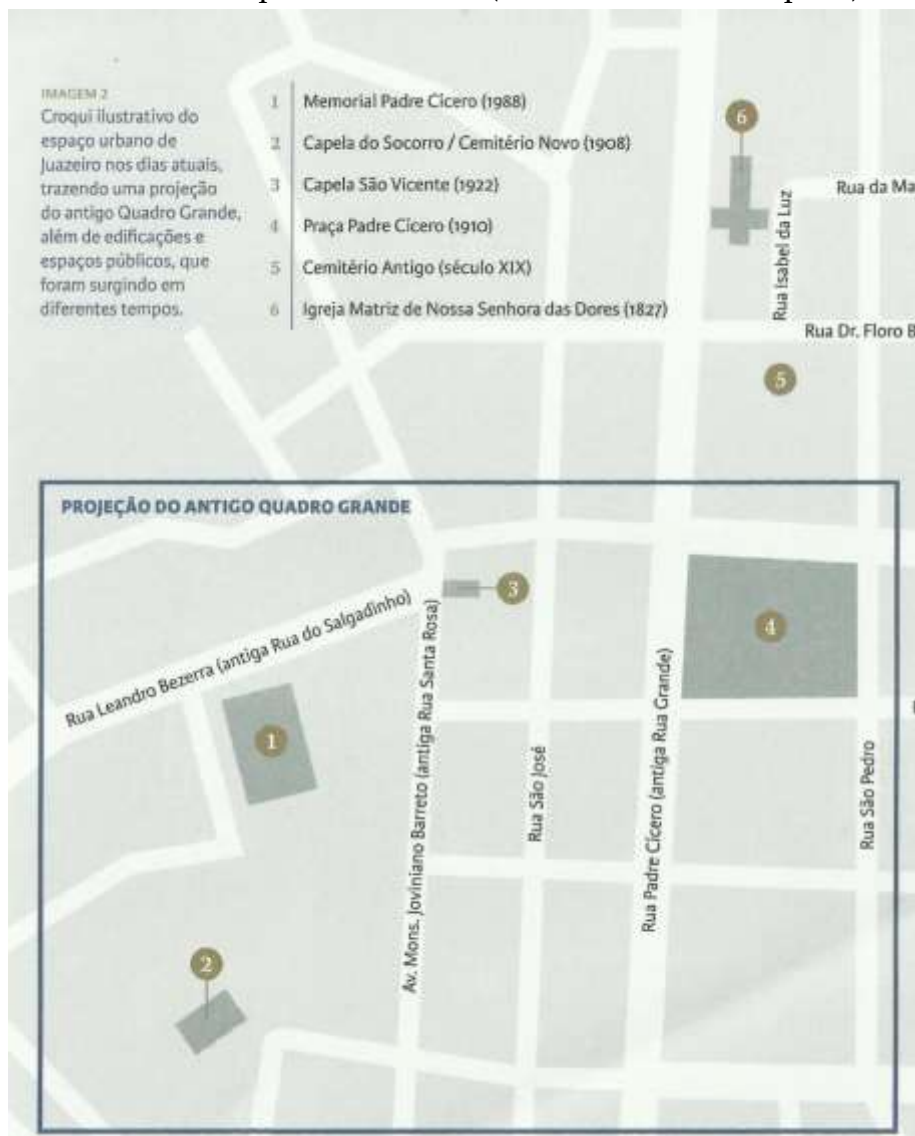 IMAGEM 2
Croqui ilustrativo do
espaço urbano de
Juazeiro nos dias atuais,
trazendo uma projeção
do antigo Quadro Grande,
além de edificações e
espaços públicos, que
foram surgindo em
diferentes tempos.
1 Memorial Padre Cícero (1988)
2 Capela do Socorro / Cemitério Novo (1908)
3 Capela São Vicente (1922)
4 Praça Padre Cícero (1910)
5 Cemitério Antigo (século XIX)
6 Igreja Matriz de Nossa Senhora das Dores (1827)
6
Rua da Ma
Rua Isabel da Luz
Rua Dr. Floro B
5
PROJEÇÃO DO ANTIGO QUADRO GRANDE
3
4
Rua Leandro Bezerra (antiga Rua do Salgadinho)
1
Av. Mons. Joviniano Barreto (antiga Rua Santa Rosa)
Rua São José
Rua Padre Cícero (antiga Rua Grande)
Rua São Pedro
2